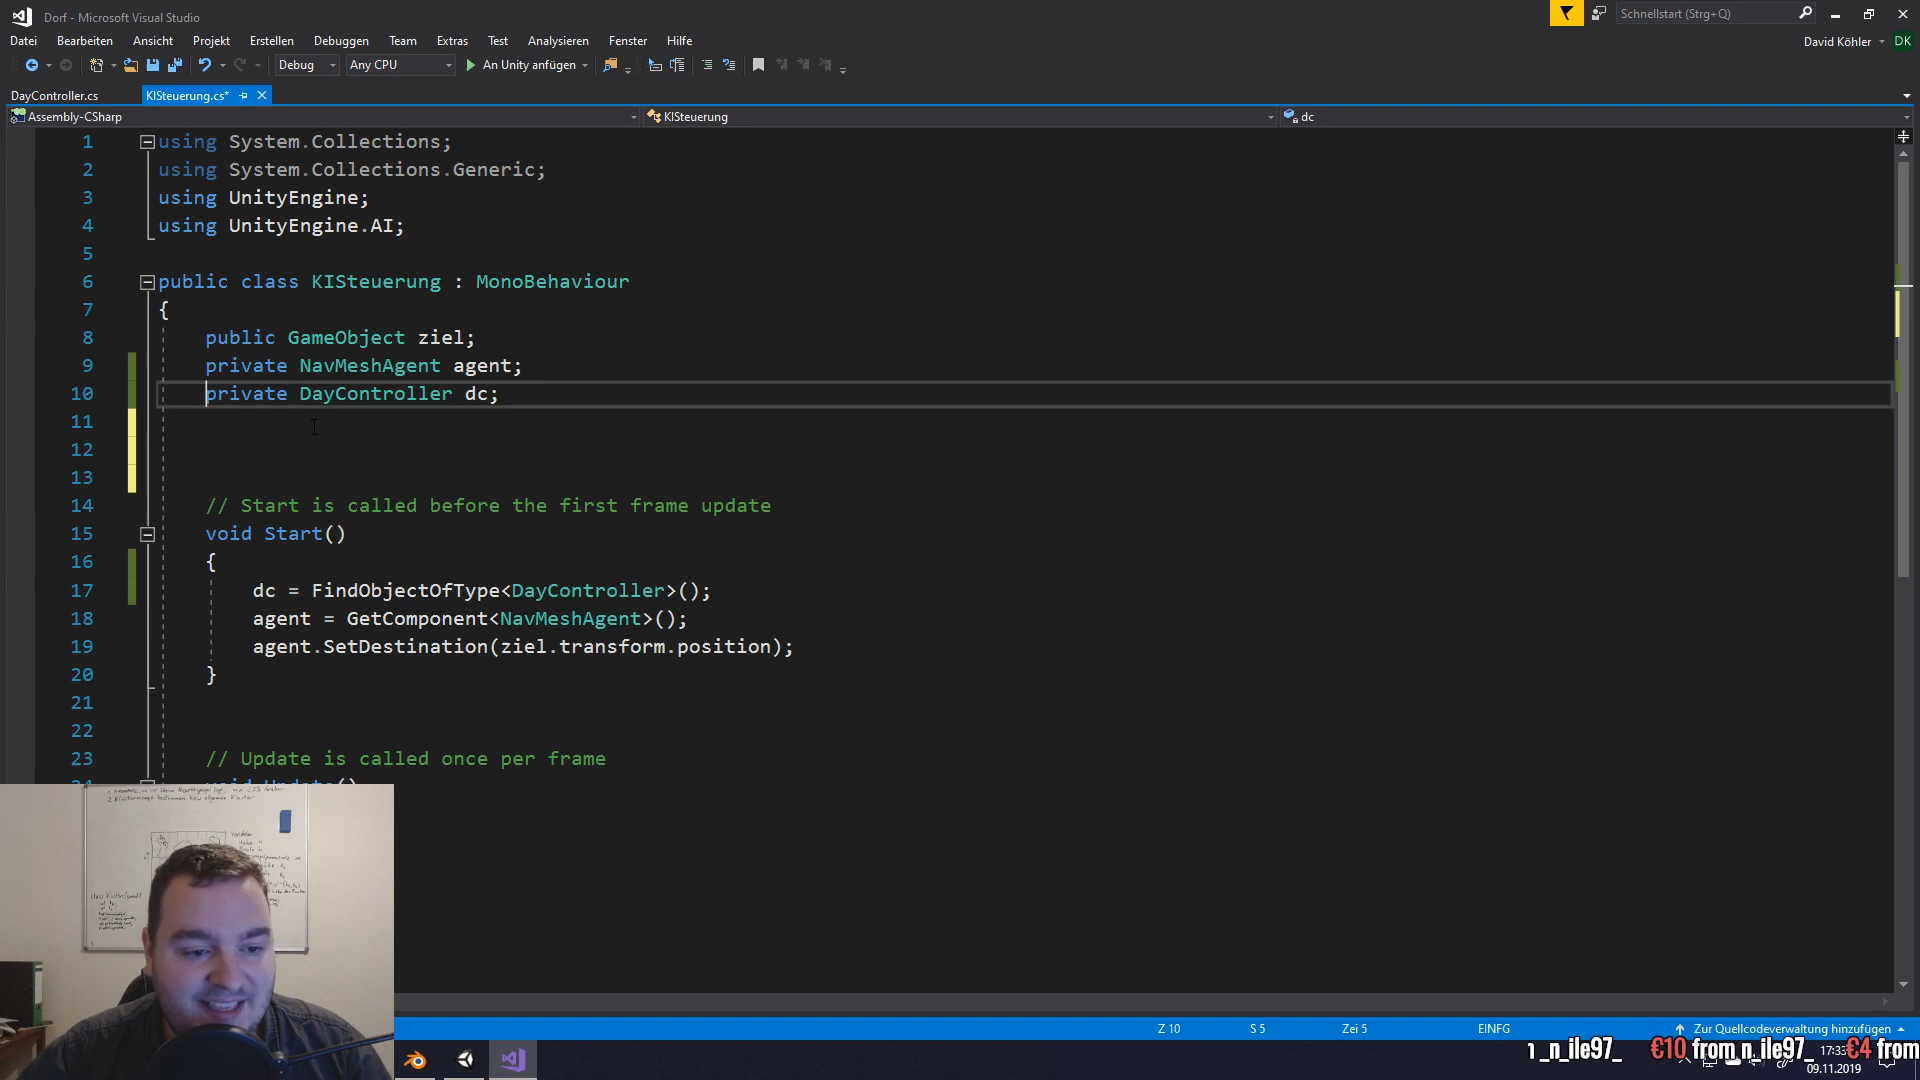 Dorf - Microsoft Visual Studio
Schnellstart (Strg+Q)
Datei Bearbeiten Ansicht Projekt Erstellen Debuggen Team Extras Test Analysieren Fenster Hilfe
David Köhler DK
Debug Any CPU An Unity anfügen
DayController.cs KISteuerung.cs*
Assembly-CSharp KISteuerung dc
1 using System.Collections;
2 using System.Collections.Generic;
3 using UnityEngine;
4 using UnityEngine.AI;
5
6 public class KISteuerung : MonoBehaviour
7 {
8 public GameObject ziel;
9 private NavMeshAgent agent;
10 private DayController dc;
11
12
13
14 // Start is called before the first frame update
15 void Start()
16 {
17 dc = FindObjectOfType<DayController>();
18 agent = GetComponent<NavMeshAgent>();
19 agent.SetDestination(ziel.transform.position);
20 }
21
22
23 // Update is called once per frame
24 void Update()
Z 10 S 5 Zei 5 EINFG Zur Quellcodeverwaltung hinzufügen
_n_ile97_ €10 from n_ile97_ €4 from
17:33
09.11.2019